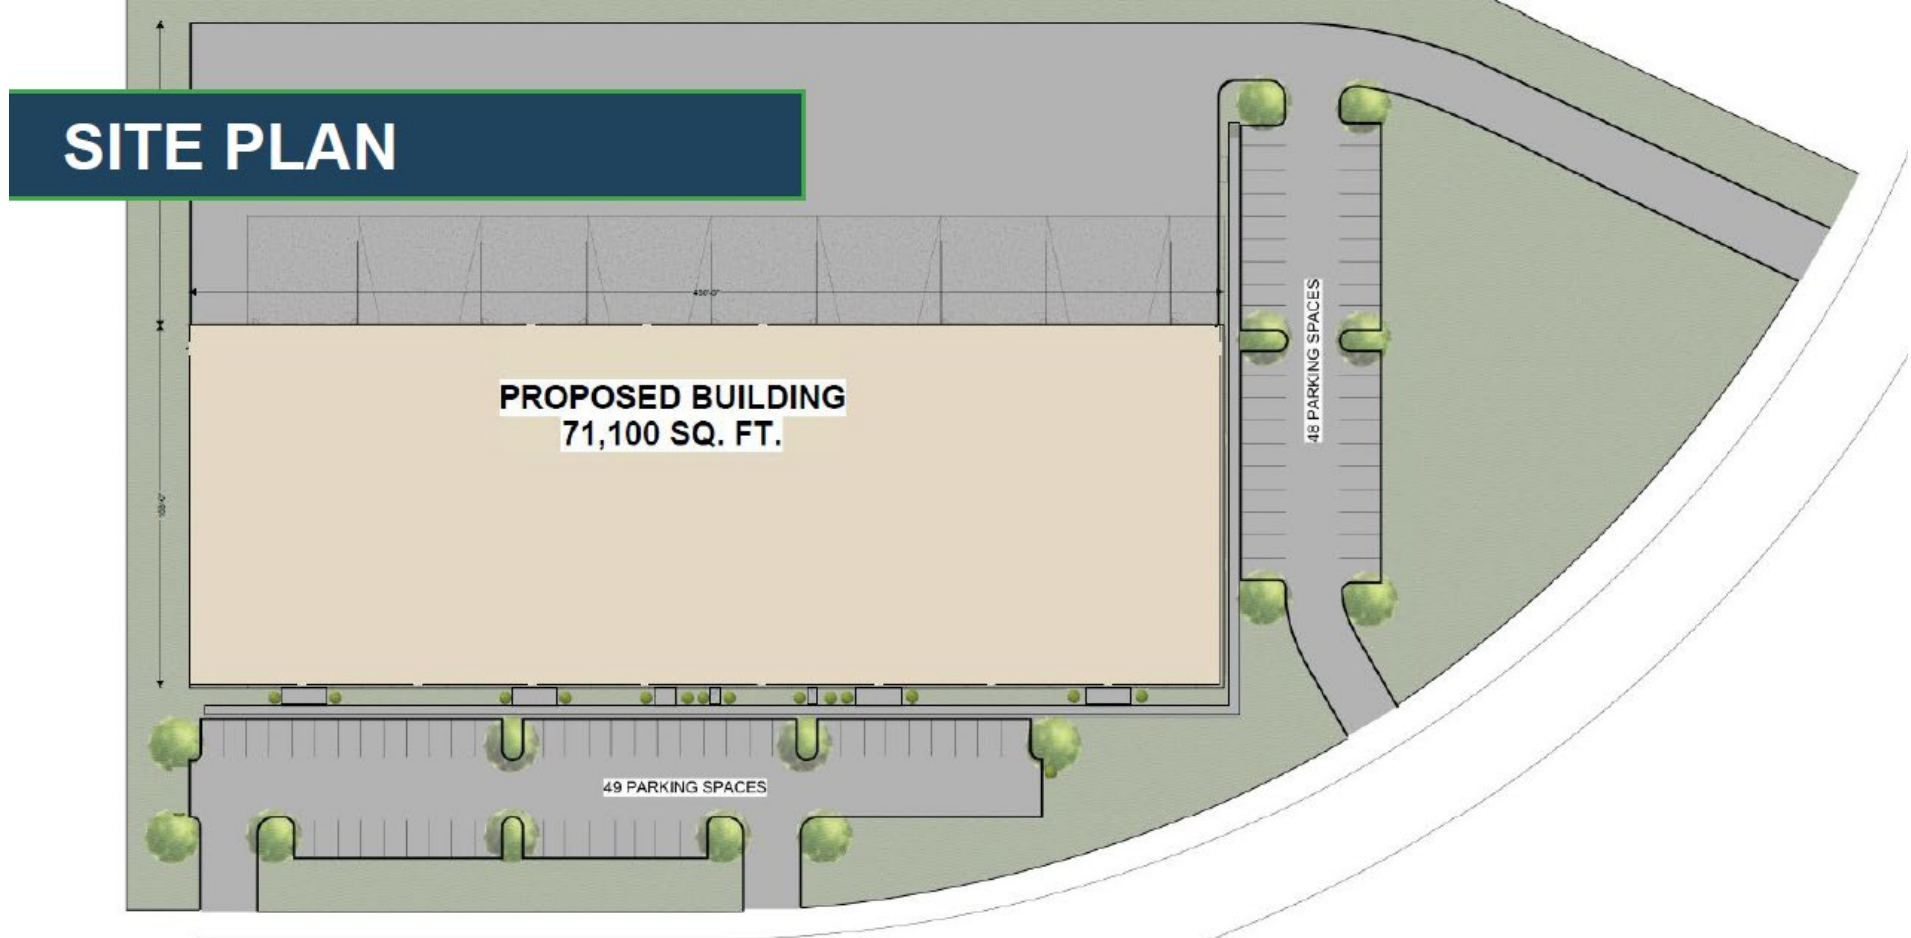 SITE PLAN
PROPOSED BUILDING
71,100 SQ. FT.
48 PARKING SPACES
49 PARKING SPACES